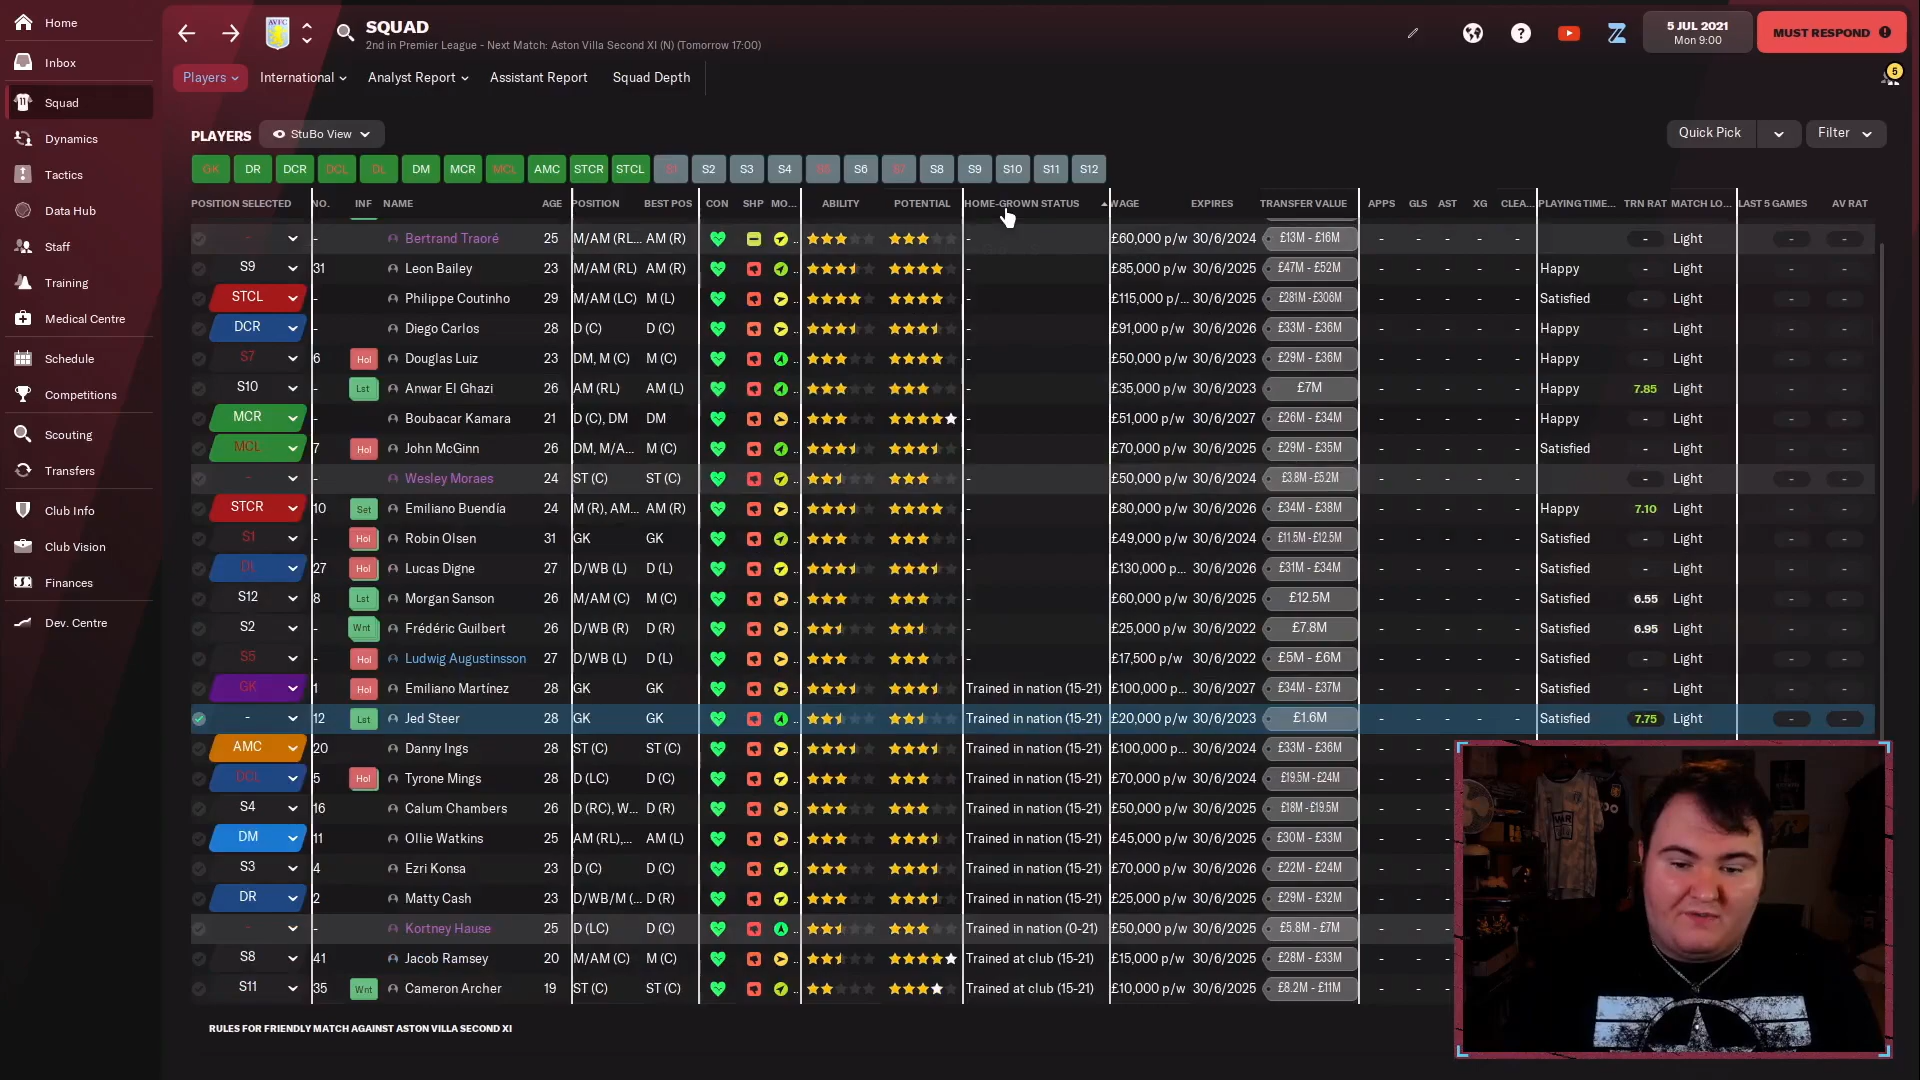 Home
Inbox
Squad
Dynamics
Tactics
Data Hub
Staff
Training
Medical Centre
Schedule
Competitions
Scouting
Transfers
Club Info
Club Vision
Finances
Dev. Centre
AVFC
SQUAD
2nd in Premier League - Next Match: Aston Villa Second XI (N) (Tomorrow 17:00)
5 JUL 2021
Mon 9:00
MUST RESPOND
5
Players International Analyst Report Assistant Report Squad Depth
PLAYERS StuBo View Quick Pick Filter
GK DR DCR DCL DL DM MCR MCL AMC STCR STCL S1 S2 S3 S4 S5 S6 S7 S8 S9 S10 S11 S12
POSITION SELECTED NO. INF NAME AGE POSITION BEST POS CON SHP MO... ABILITY POTENTIAL HOME-GROWN STATUS WAGE EXPIRES TRANSFER VALUE APPS GLS AST XG CLEA... PLAYING TIME... TRN RAT MATCH LO... LAST 5 GAMES AV RAT
- - Bertrand Traoré 25 M/AM (RL... AM (R) - £60,000 p/w 30/6/2024 £13M - £16M - - - - - - Light - -
S9 31 Leon Bailey 23 M/AM (RL) AM (R) - £85,000 p/w 30/6/2025 £47M - £52M - - - - - Happy - Light - -
STCL - Philippe Coutinho 29 M/AM (LC) M (L) - £115,000 p/... 30/6/2025 £281M - £306M - - - - - Satisfied - Light - -
DCR - Diego Carlos 28 D (C) D (C) - £91,000 p/w 30/6/2026 £33M - £36M - - - - - Happy - Light - -
S7 6 Hol Douglas Luiz 23 DM, M (C) M (C) - £50,000 p/w 30/6/2023 £29M - £36M - - - - - Happy - Light - -
S10 - Lst Anwar El Ghazi 26 AM (RL) AM (L) - £35,000 p/w 30/6/2023 £7M - - - - - Happy 7.85 Light - -
MCR - Boubacar Kamara 21 D (C), DM DM - £51,000 p/w 30/6/2027 £26M - £34M - - - - - Happy - Light - -
MCL 7 Hol John McGinn 26 DM, M/A... M (C) - £70,000 p/w 30/6/2025 £29M - £35M - - - - - Satisfied - Light - -
- - Wesley Moraes 24 ST (C) ST (C) - £50,000 p/w 30/6/2024 £3.8M - £5.2M - - - - - - Light - -
STCR 10 Set Emiliano Buendía 24 M (R), AM... AM (R) - £80,000 p/w 30/6/2026 £34M - £38M - - - - - Happy 7.10 Light - -
S1 - Hol Robin Olsen 31 GK GK - £49,000 p/w 30/6/2024 £11.5M - £12.5M - - - - - Satisfied - Light - -
DL 27 Hol Lucas Digne 27 D/WB (L) D (L) - £130,000 p... 30/6/2026 £31M - £34M - - - - - Satisfied - Light - -
S12 8 Lst Morgan Sanson 26 M/AM (C) M (C) - £60,000 p/w 30/6/2025 £12.5M - - - - - Satisfied 6.55 Light - -
S2 - Wnt Frédéric Guilbert 26 D/WB (R) D (R) - £25,000 p/w 30/6/2022 £7.8M - - - - - Satisfied 6.95 Light - -
S5 - Hol Ludwig Augustinsson 27 D/WB (L) D (L) - £17,500 p/w 30/6/2022 £5M - £6M - - - - - Satisfied - Light - -
GK 1 Hol Emiliano Martínez 28 GK GK Trained in nation (15-21) £100,000 p... 30/6/2027 £34M - £37M - - - - - Satisfied - Light - -
- 12 Lst Jed Steer 28 GK GK Trained in nation (15-21) £20,000 p/w 30/6/2023 £1.6M - - - - - Satisfied 7.75 Light - -
AMC 20 Danny Ings 28 ST (C) ST (C) Trained in nation (15-21) £100,000 p... 30/6/2024 £33M - £36M - - -
DCL 5 Hol Tyrone Mings 28 D (LC) D (C) Trained in nation (15-21) £70,000 p/w 30/6/2024 £19.5M - £24M - - -
S4 16 Calum Chambers 26 D (RC), W... D (R) Trained in nation (15-21) £50,000 p/w 30/6/2025 £18M - £19.5M - - -
DM 11 Ollie Watkins 25 AM (RL),... AM (L) Trained in nation (15-21) £45,000 p/w 30/6/2025 £30M - £33M - - -
S3 4 Ezri Konsa 23 D (C) D (C) Trained in nation (15-21) £70,000 p/w 30/6/2026 £22M - £24M - - -
DR 2 Matty Cash 23 D/WB/M (... D (R) Trained in nation (15-21) £25,000 p/w 30/6/2025 £29M - £32M - - -
- - Kortney Hause 25 D (LC) D (C) Trained in nation (0-21) £50,000 p/w 30/6/2025 £5.8M - £7M - - -
S8 41 Jacob Ramsey 20 M/AM (C) M (C) Trained at club (15-21) £15,000 p/w 30/6/2025 £28M - £33M - - -
S11 35 Wnt Cameron Archer 19 ST (C) ST (C) Trained at club (15-21) £10,000 p/w 30/6/2025 £8.2M - £11M - - -
RULES FOR FRIENDLY MATCH AGAINST ASTON VILLA SECOND XI